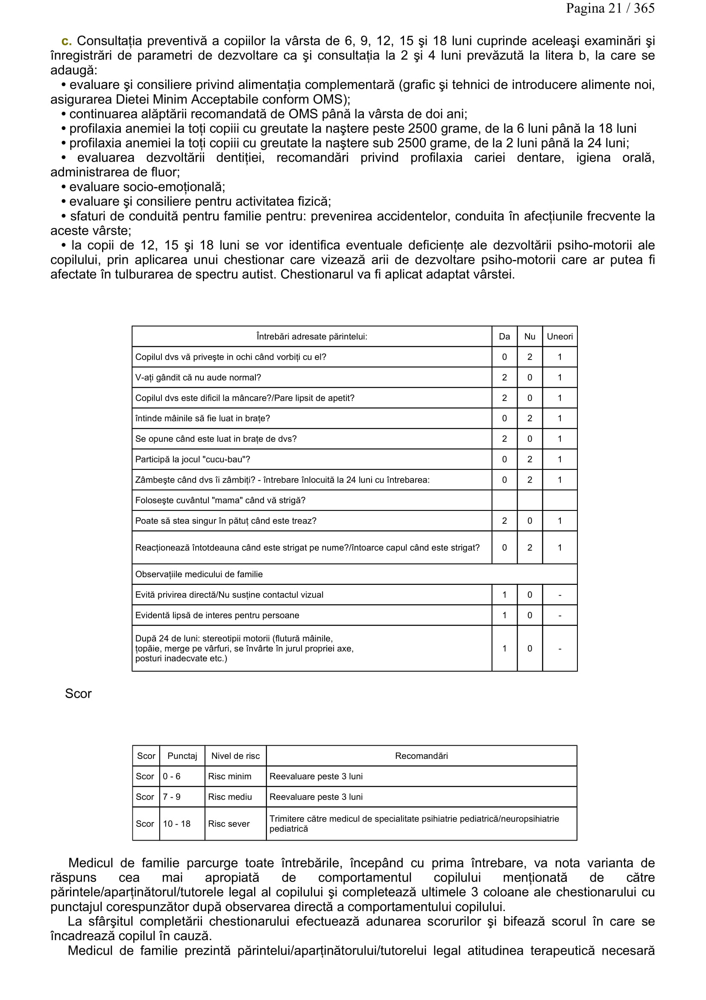 Pagina 21 / 365
c. Consultaţia preventivă a copiilor la vârsta de 6, 9, 12, 15 şi 18 luni cuprinde aceleaşi examinări şi
înregistrări de parametri de dezvoltare ca şi consultaţia la 2 şi 4 luni prevăzută la litera b, la care se
adaugă:
• evaluare şi consiliere privind alimentaţia complementară (grafic şi tehnici de introducere alimente noi,
asigurarea Dietei Minim Acceptabile conform OMS);
• continuarea alăptării recomandată de OMS până la vârsta de doi ani;
• profilaxia anemiei la toţi copiii cu greutate la naştere peste 2500 grame, de la 6 luni până la 18 luni
• profilaxia anemiei la toţi copiii cu greutate la naştere sub 2500 grame, de la 2 luni până la 24 luni;
• evaluarea dezvoltării dentiţiei, recomandări privind profilaxia cariei dentare, igiena orală,
administrarea de fluor;
• evaluare socio-emoţională;
• evaluare şi consiliere pentru activitatea fizică;
• sfaturi de conduită pentru familie pentru: prevenirea accidentelor, conduita în afecţiunile frecvente la
aceste vârste;
• la copii de 12, 15 şi 18 luni se vor identifica eventuale deficienţe ale dezvoltării psiho-motorii ale
copilului, prin aplicarea unui chestionar care vizează arii de dezvoltare psiho-motorii care ar putea fi
afectate în tulburarea de spectru autist. Chestionarul va fi aplicat adaptat vârstei.
Întrebări adresate părintelui: Da Nu Uneori
Copilul dvs vă priveşte in ochi când vorbiţi cu el? 0 2 1
V-aţi gândit că nu aude normal? 2 0 1
Copilul dvs este dificil la mâncare?/Pare lipsit de apetit? 2 0 1
întinde mâinile să fie luat in braţe? 0 2 1
Se opune când este luat in braţe de dvs? 2 0 1
Participă la jocul "cucu-bau"? 0 2 1
Zâmbeşte când dvs îi zâmbiţi? - întrebare înlocuită la 24 luni cu întrebarea: 0 2 1
Foloseşte cuvântul "mama" când vă strigă?
Poate să stea singur în pătuţ când este treaz? 2 0 1
Reacţionează întotdeauna când este strigat pe nume?/întoarce capul când este strigat? 0 2 1
Observaţiile medicului de familie
Evită privirea directă/Nu susţine contactul vizual 1 0 -
Evidentă lipsă de interes pentru persoane 1 0 -
După 24 de luni: stereotipii motorii (flutură mâinile,
ţopăie, merge pe vârfuri, se învârte în jurul propriei axe, 1 0 -
posturi inadecvate etc.)
Scor
Scor Punctaj Nivel de risc Recomandări
Scor 0 - 6 Risc minim Reevaluare peste 3 luni
Scor 7 - 9 Risc mediu Reevaluare peste 3 luni
Scor 10 - 18 Risc sever Trimitere către medicul de specialitate psihiatrie pediatrică/neuropsihiatrie
pediatrică
Medicul de familie parcurge toate întrebările, începând cu prima întrebare, va nota varianta de
răspuns cea mai apropiată de comportamentul copilului menţionată de către
părintele/aparţinătorul/tutorele legal al copilului şi completează ultimele 3 coloane ale chestionarului cu
punctajul corespunzător după observarea directă a comportamentului copilului.
La sfârşitul completării chestionarului efectuează adunarea scorurilor şi bifează scorul în care se
încadrează copilul în cauză.
Medicul de familie prezintă părintelui/aparţinătorului/tutorelui legal atitudinea terapeutică necesară